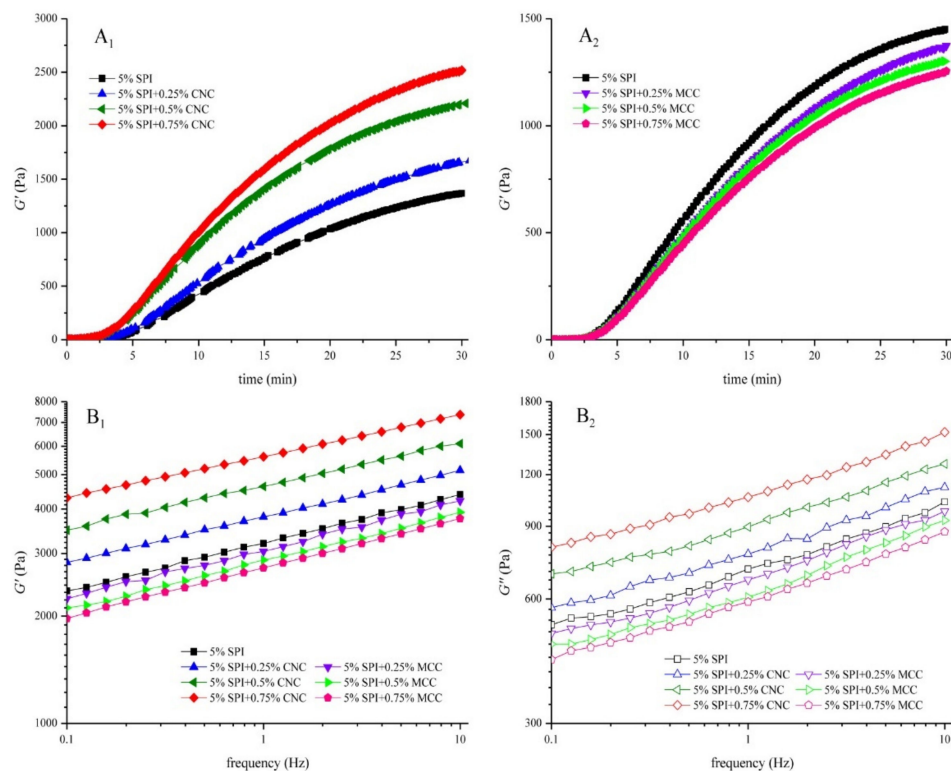 A1
3000
2500
2000
1500
1000
500
0
G' (Pa)
5% SPI
5% SPI+0.25% CNC
5% SPI+0.5% CNC
5% SPI+0.75% CNC
0 5 10 15 20 25 30
time (min)
A2
1500
1000
500
0
G' (Pa)
5% SPI
5% SPI+0.25% MCC
5% SPI+0.5% MCC
5% SPI+0.75% MCC
0 5 10 15 20 25 30
time (min)
B1
8000
7000
6000
5000
4000
3000
2000
1000
G' (Pa)
5% SPI
5% SPI+0.25% CNC 5% SPI+0.25% MCC
5% SPI+0.5% CNC 5% SPI+0.5% MCC
5% SPI+0.75% CNC 5% SPI+0.75% MCC
0.1 1 10
frequency (Hz)
B2
1800
1500
1200
900
600
300
G'' (Pa)
5% SPI
5% SPI+0.25% CNC 5% SPI+0.25% MCC
5% SPI+0.5% CNC 5% SPI+0.5% MCC
5% SPI+0.75% CNC 5% SPI+0.75% MCC
0.1 1 10
frequency (Hz)